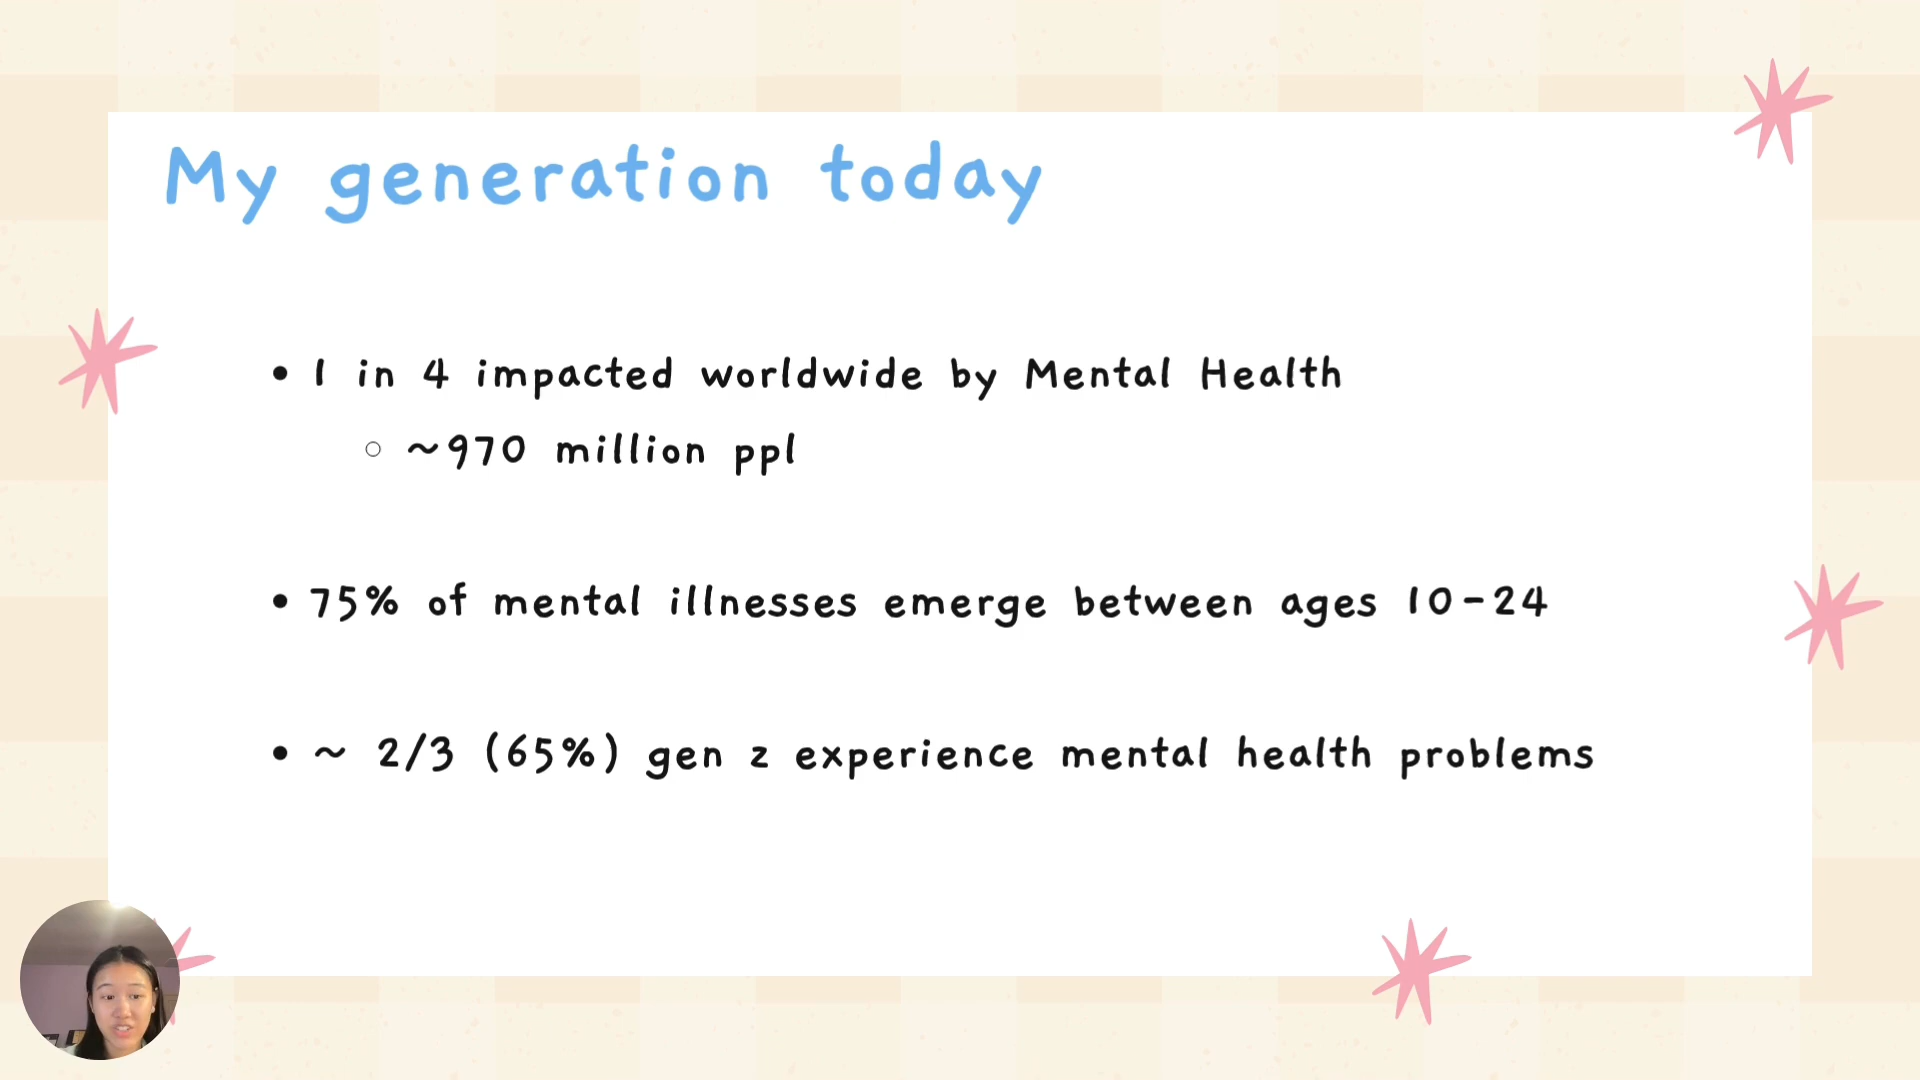 My generation today
• 1 in 4 impacted worldwide by Mental Health
○ ~970 million ppl
• 75% of mental illnesses emerge between ages 10-24
• ~ 2/3 (65%) gen z experience mental health problems